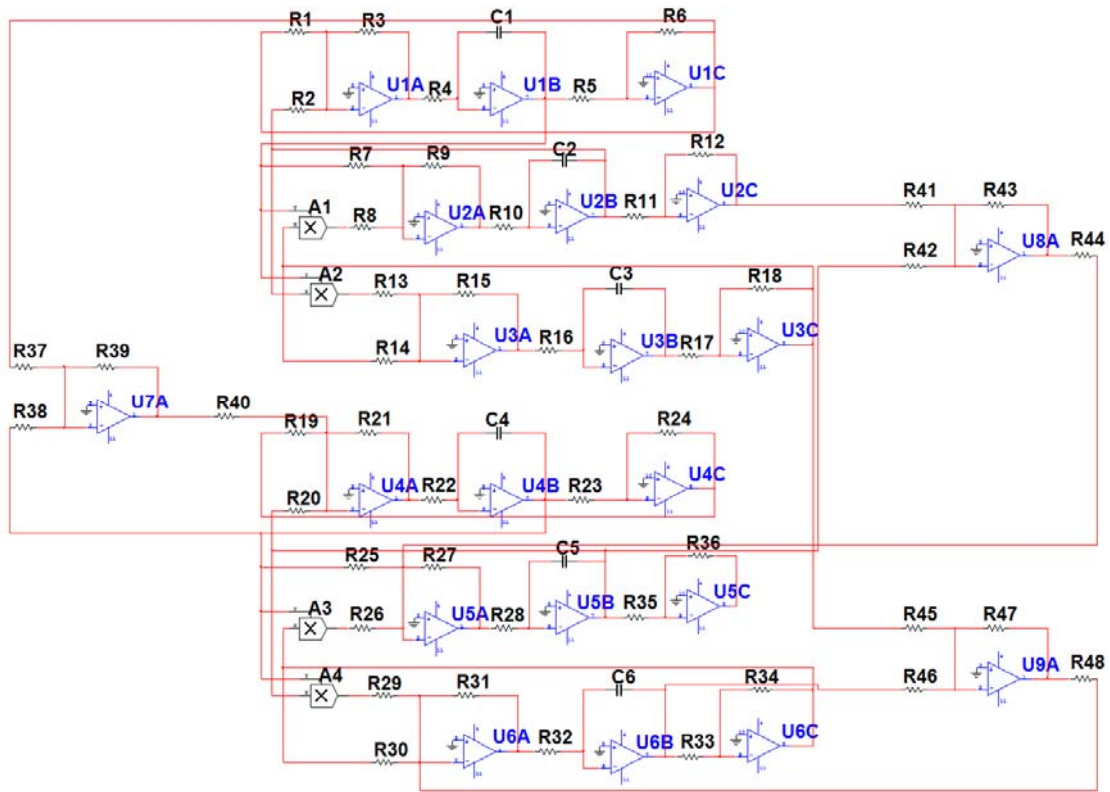 R1 R3 C1 R6
U1A U1B U1C
R2 R4 R5
R7 R9 C2 R12
A1 R8 U2A R10 U2B R11 U2C R41 R43
U8A R44
A2 R13 R15 C3 R18 R42
R14 U3A R16 U3B R17 U3C
R37 R39
R38 U7A R40
R19 R21 C4 R24
R20 U4A R22 U4B R23 U4C
R25 R27 C5 R36
A3 R26 U5A R28 U5B R35 U5C R45 R47
A4 R29 R31 C6 R34 R46 U9A R48
R30 U6A R32 U6B R33 U6C